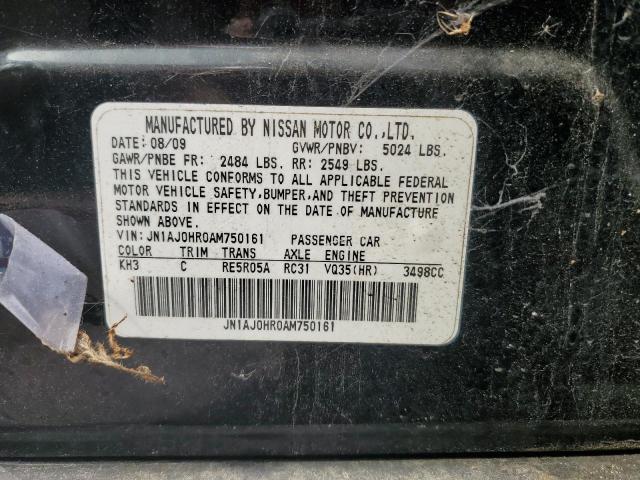 MANUFACTURED BY NISSAN MOTOR CO.,LTD.
DATE: 08/09 GVWR/PNBV: 5024 LBS.
GAWR/PNBE FR: 2484 LBS. RR: 2549 LBS.
THIS VEHICLE CONFORMS TO ALL APPLICABLE FEDERAL
MOTOR VEHICLE SAFETY,BUMPER,AND THEFT PREVENTION
STANDARDS IN EFFECT ON THE DATE OF MANUFACTURE
SHOWN ABOVE.
VIN: JN1AJ0HR0AM750161 PASSENGER CAR
COLOR TRIM TRANS AXLE ENGINE
KH3 C RE5R05A RC31 VQ35(HR) 3498CC
JN1AJ0HR0AM750161